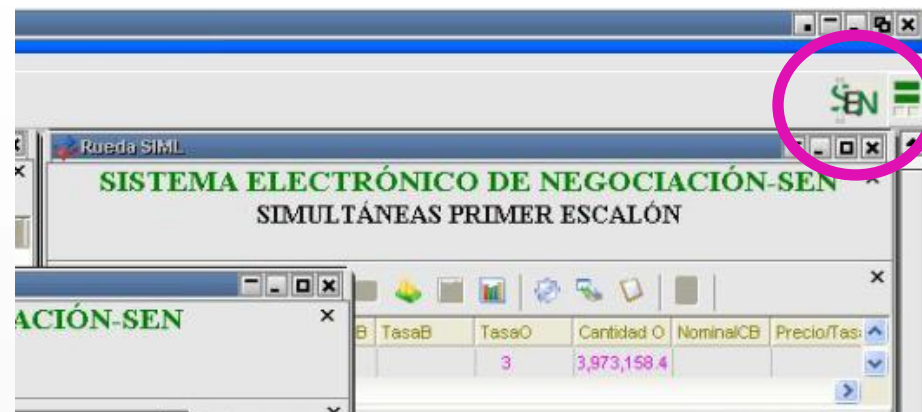 SEN
Rueda SIML
SISTEMA ELECTRÓNICO DE NEGOCIACIÓN-SEN
SIMULTÁNEAS PRIMER ESCALÓN
ACIÓN-SEN
B TasaB TasaO Cantidad O NominalCB Precio/Tas
3 3,973,158.4